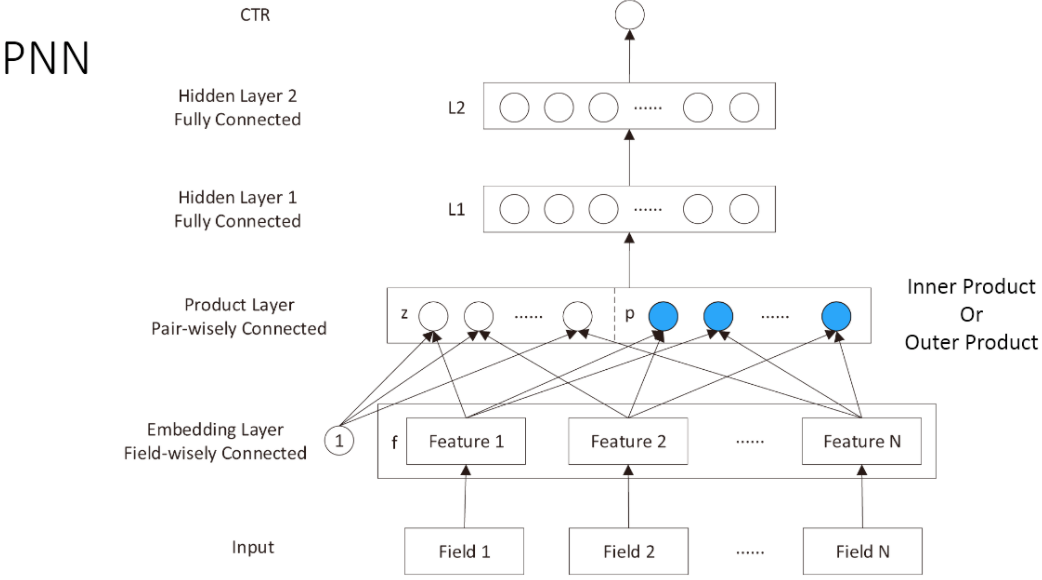 CTR
PNN
Hidden Layer 2
Fully Connected
L2
......
Hidden Layer 1
Fully Connected
L1
......
Product Layer
Pair-wisely Connected
z
......
p
......
Inner Product
Or
Outer Product
Embedding Layer
Field-wisely Connected
1
f
Feature 1
Feature 2
......
Feature N
Input
Field 1
Field 2
......
Field N